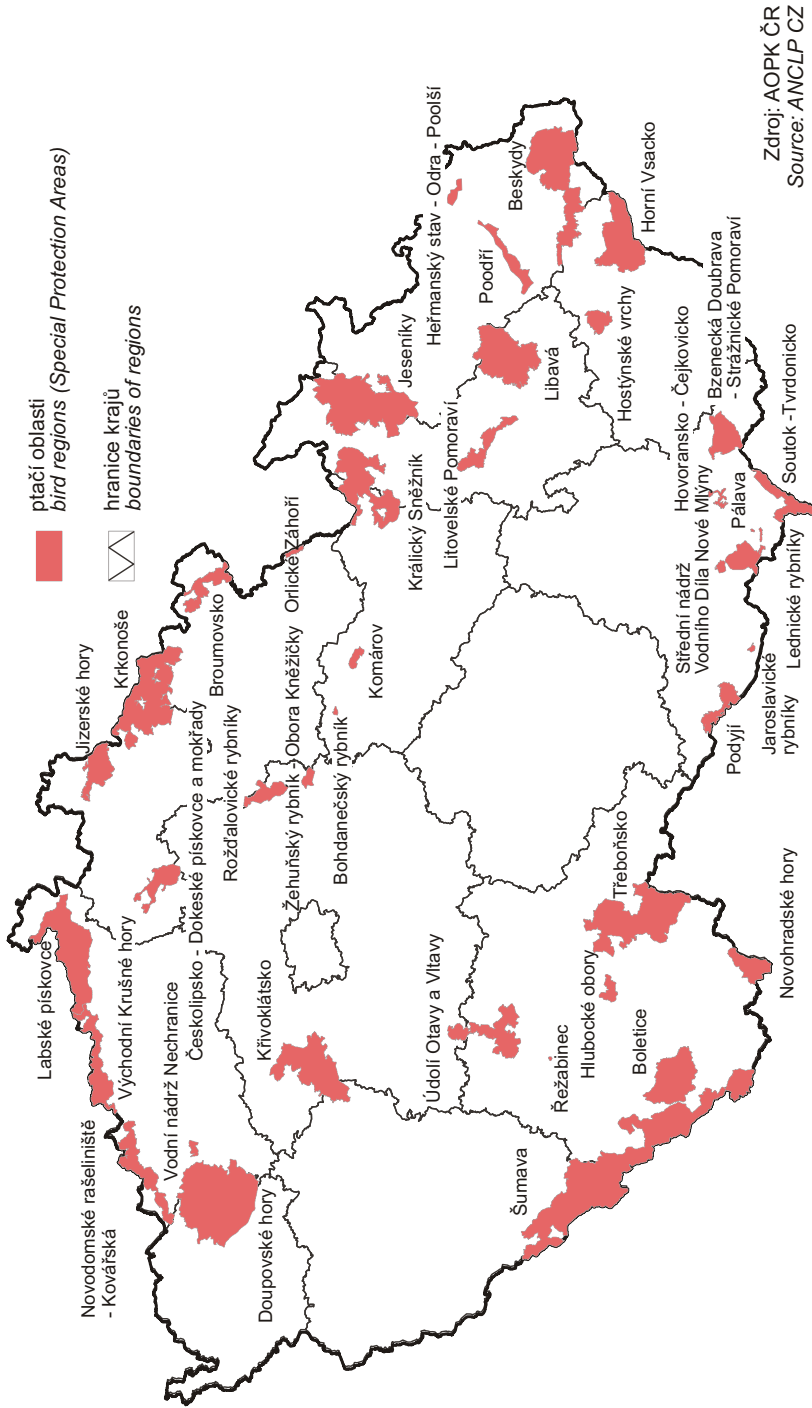 ptačí oblasti
bird regions (Special Protection Areas)
hranice krajů
boundaries of regions
Labské pískovce
Jizerské hory
Krkonoše
Východní Krušné hory
Novodomské rašeliniště
- Kovářská
Vodní nádrž Nechranice
Českolipsko - Dokeské pískovce a mokřady
Rožďalovické rybníky
Broumovsko
Doupovské hory
Křivoklátsko
Žehuňský rybník - Obora Kněžičky
Bohdanečský rybník
Orlické Záhoří
Komárov
Králický Sněžník
Litovelské Pomoraví
Jeseníky
Heřmanský stav - Odra - Poolší
Poodří
Beskydy
Libavá
Hostýnské vrchy
Horní Vsacko
Údolí Otavy a Vltavy
Šumava
Řežabinec
Hlubocké obory
Boletice
Třeboňsko
Novohradské hory
Podyjí
Jaroslavické
rybníky
Střední nádrž
Vodního Díla Nové Mlýny
Pálava
Lednické rybníky
Hovoransko - Čejkovicko
Bzenecká Doubrava
- Strážnické Pomoraví
Soutok -Tvrdonicko
Zdroj: AOPK ČR
Source: ANCLP CZ